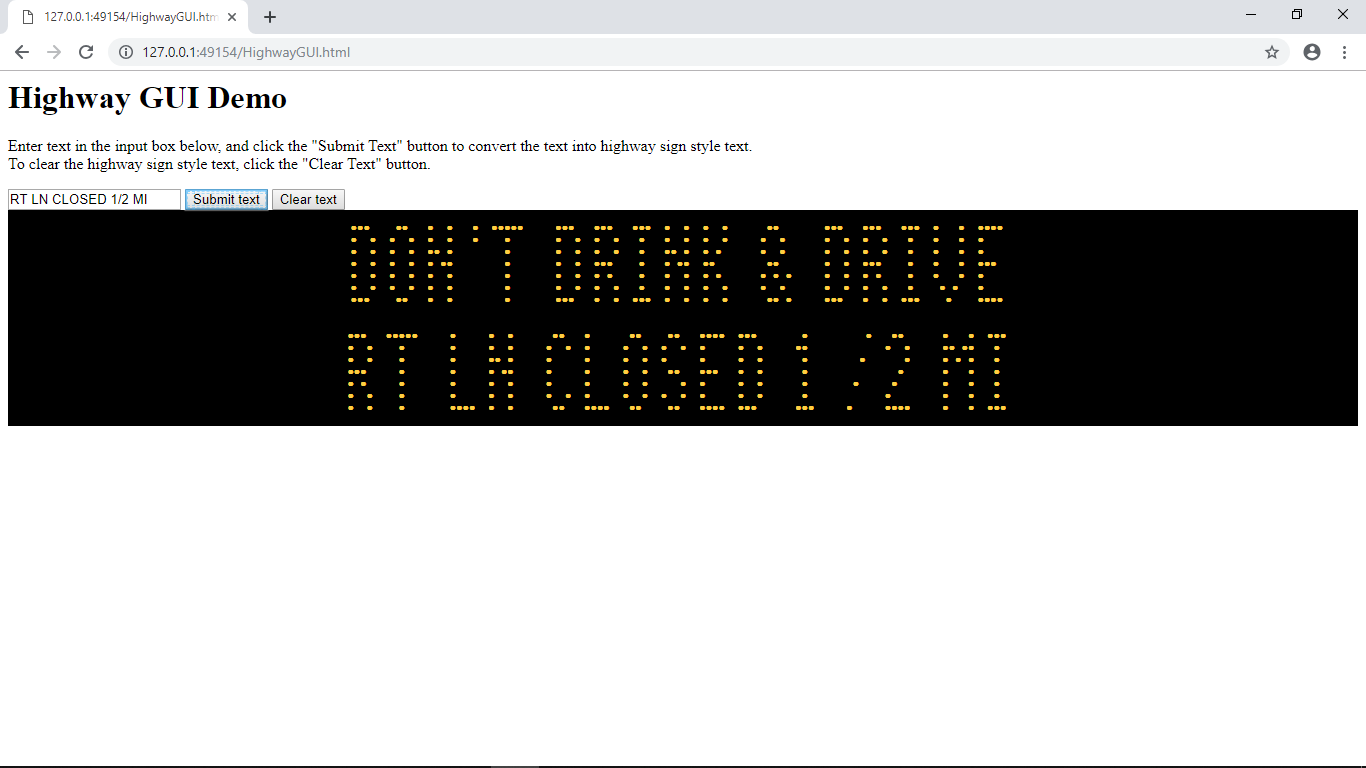 127.0.0.1:49154/HighwayGUI.htm
127.0.0.1:49154/HighwayGUI.html
Highway GUI Demo
Enter text in the input box below, and click the "Submit Text" button to convert the text into highway sign style text.
To clear the highway sign style text, click the "Clear Text" button.
RT LN CLOSED 1/2 MI Submit text Clear text
DON'T DRINK & DRIVE
RT LN CLOSED 1/2 MI